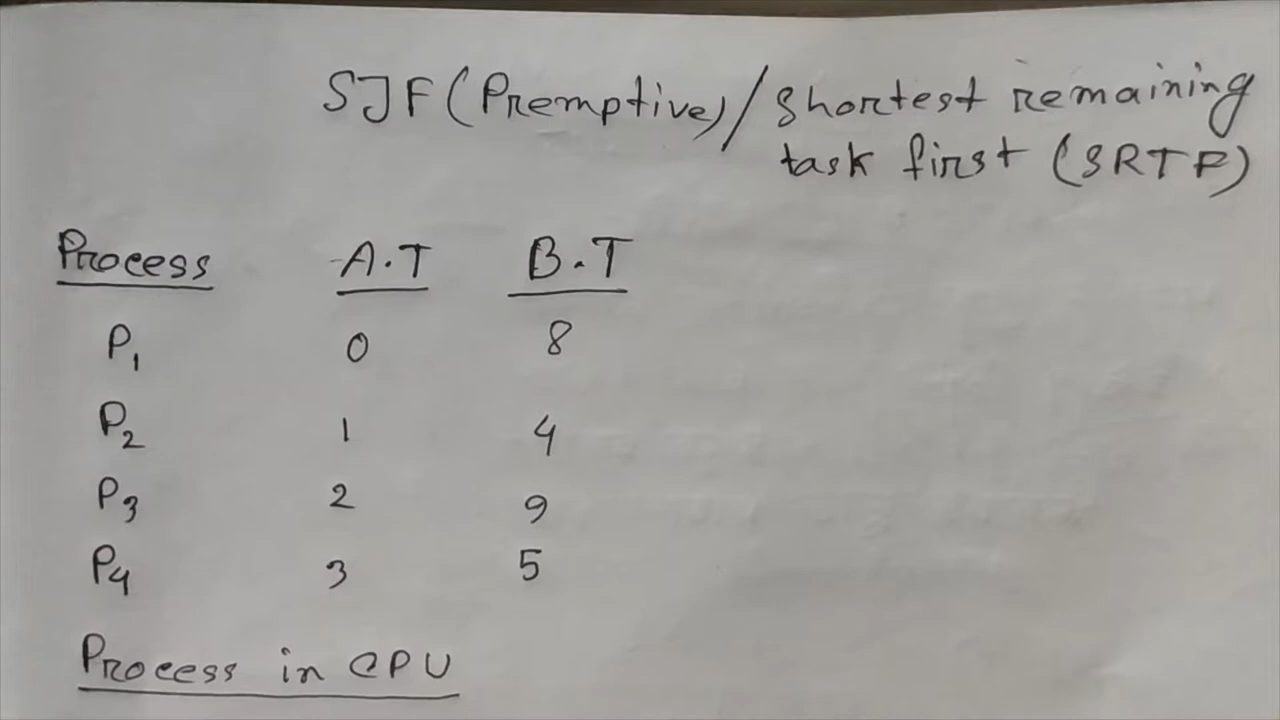 SJF (Premptive) / Shortest remaining
task first (SRTF)
Process A.T B.T
P1 0 8
P2 1 4
P3 2 9
P4 3 5
Process in CPU